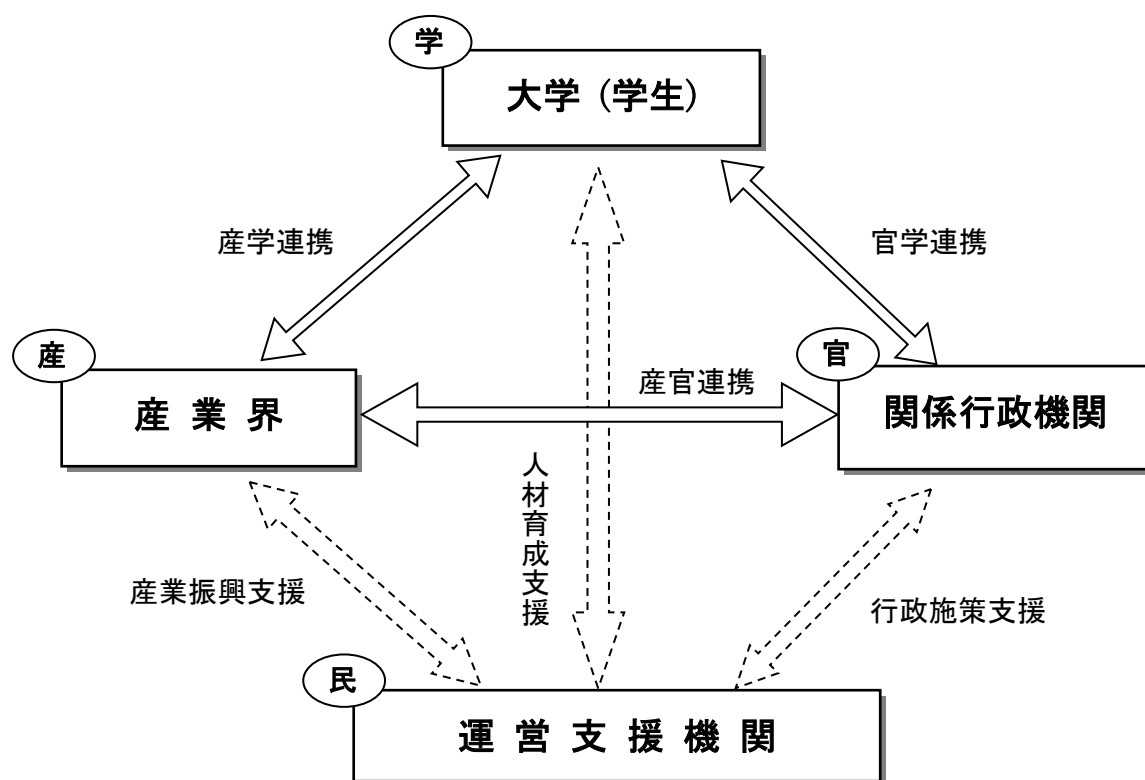 学
大学（学生）
産学連携
官学連携
産
官
産官連携
産業界
関係行政機関
人材育成支援
産業振興支援
行政施策支援
民
運営支援機関